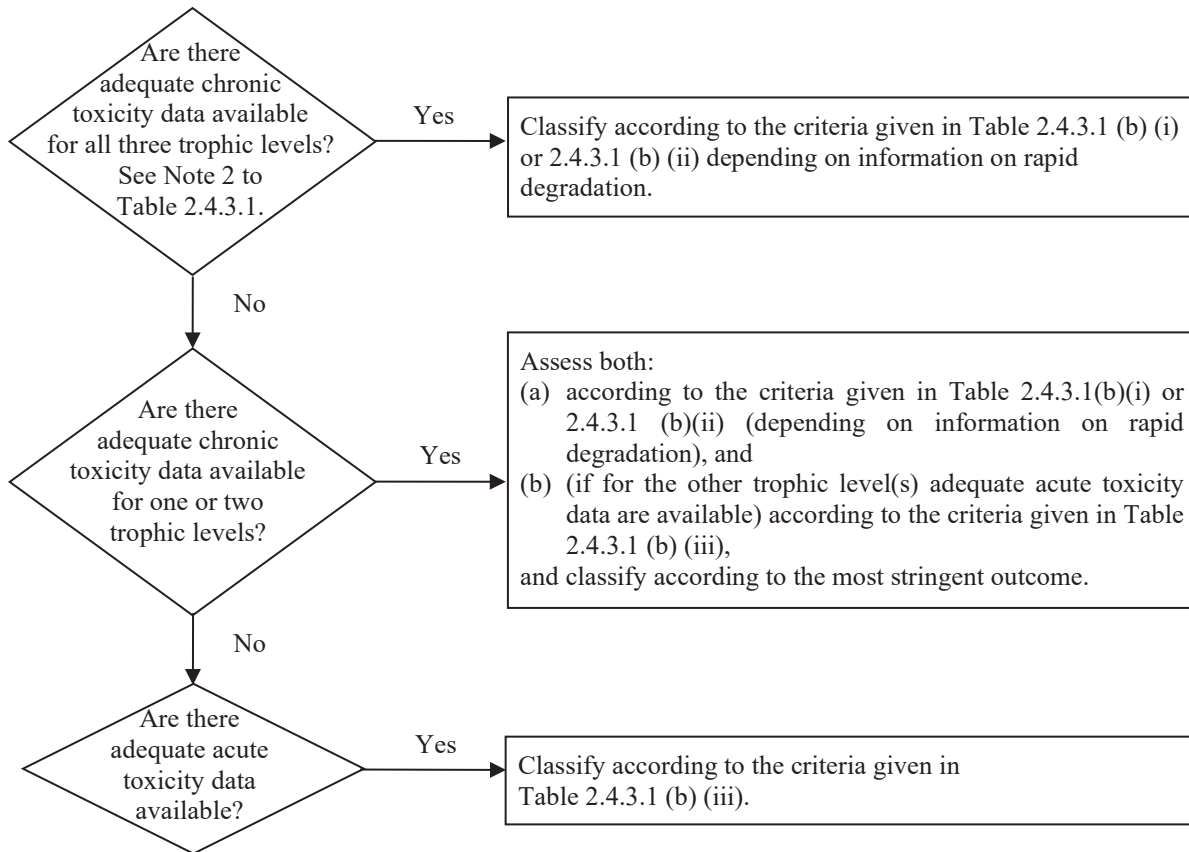 Are there
adequate chronic
toxicity data available
for all three trophic levels?
See Note 2 to
Table 2.4.3.1.
Yes
Classify according to the criteria given in Table 2.4.3.1 (b) (i)
or 2.4.3.1 (b) (ii) depending on information on rapid
degradation.
No
Are there
adequate chronic
toxicity data available
for one or two
trophic levels?
Yes
Assess both:
(a) according to the criteria given in Table 2.4.3.1(b)(i) or
2.4.3.1 (b)(ii) (depending on information on rapid
degradation), and
(b) (if for the other trophic level(s) adequate acute toxicity
data are available) according to the criteria given in Table
2.4.3.1 (b) (iii),
and classify according to the most stringent outcome.
No
Are there
adequate acute
toxicity data
available?
Yes
Classify according to the criteria given in
Table 2.4.3.1 (b) (iii).